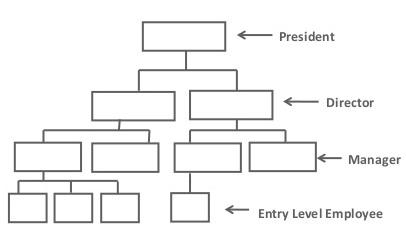 President
Director
Manager
Entry Level Employee